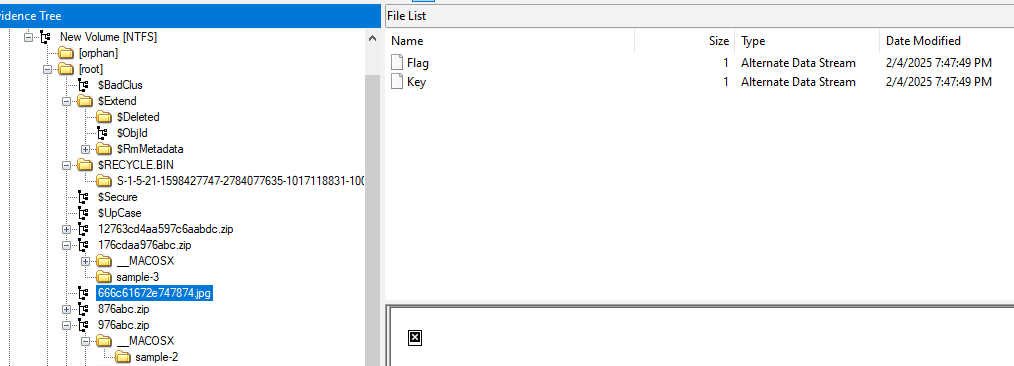 vidence Tree
New Volume [NTFS]
[orphan]
[root]
$BadClus
$Extend
$Deleted
$ObjId
$RmMetadata
$RECYCLE.BIN
S-1-5-21-1598427747-2784077635-1017118831-100
$Secure
$UpCase
12763cd4aa597c6aabdc.zip
176cdaa976abc.zip
__MACOSX
sample-3
666c61672e747874.jpg
876abc.zip
976abc.zip
__MACOSX
sample-2
File List
Name Size Type Date Modified
Flag 1 Alternate Data Stream 2/4/2025 7:47:49 PM
Key 1 Alternate Data Stream 2/4/2025 7:47:49 PM